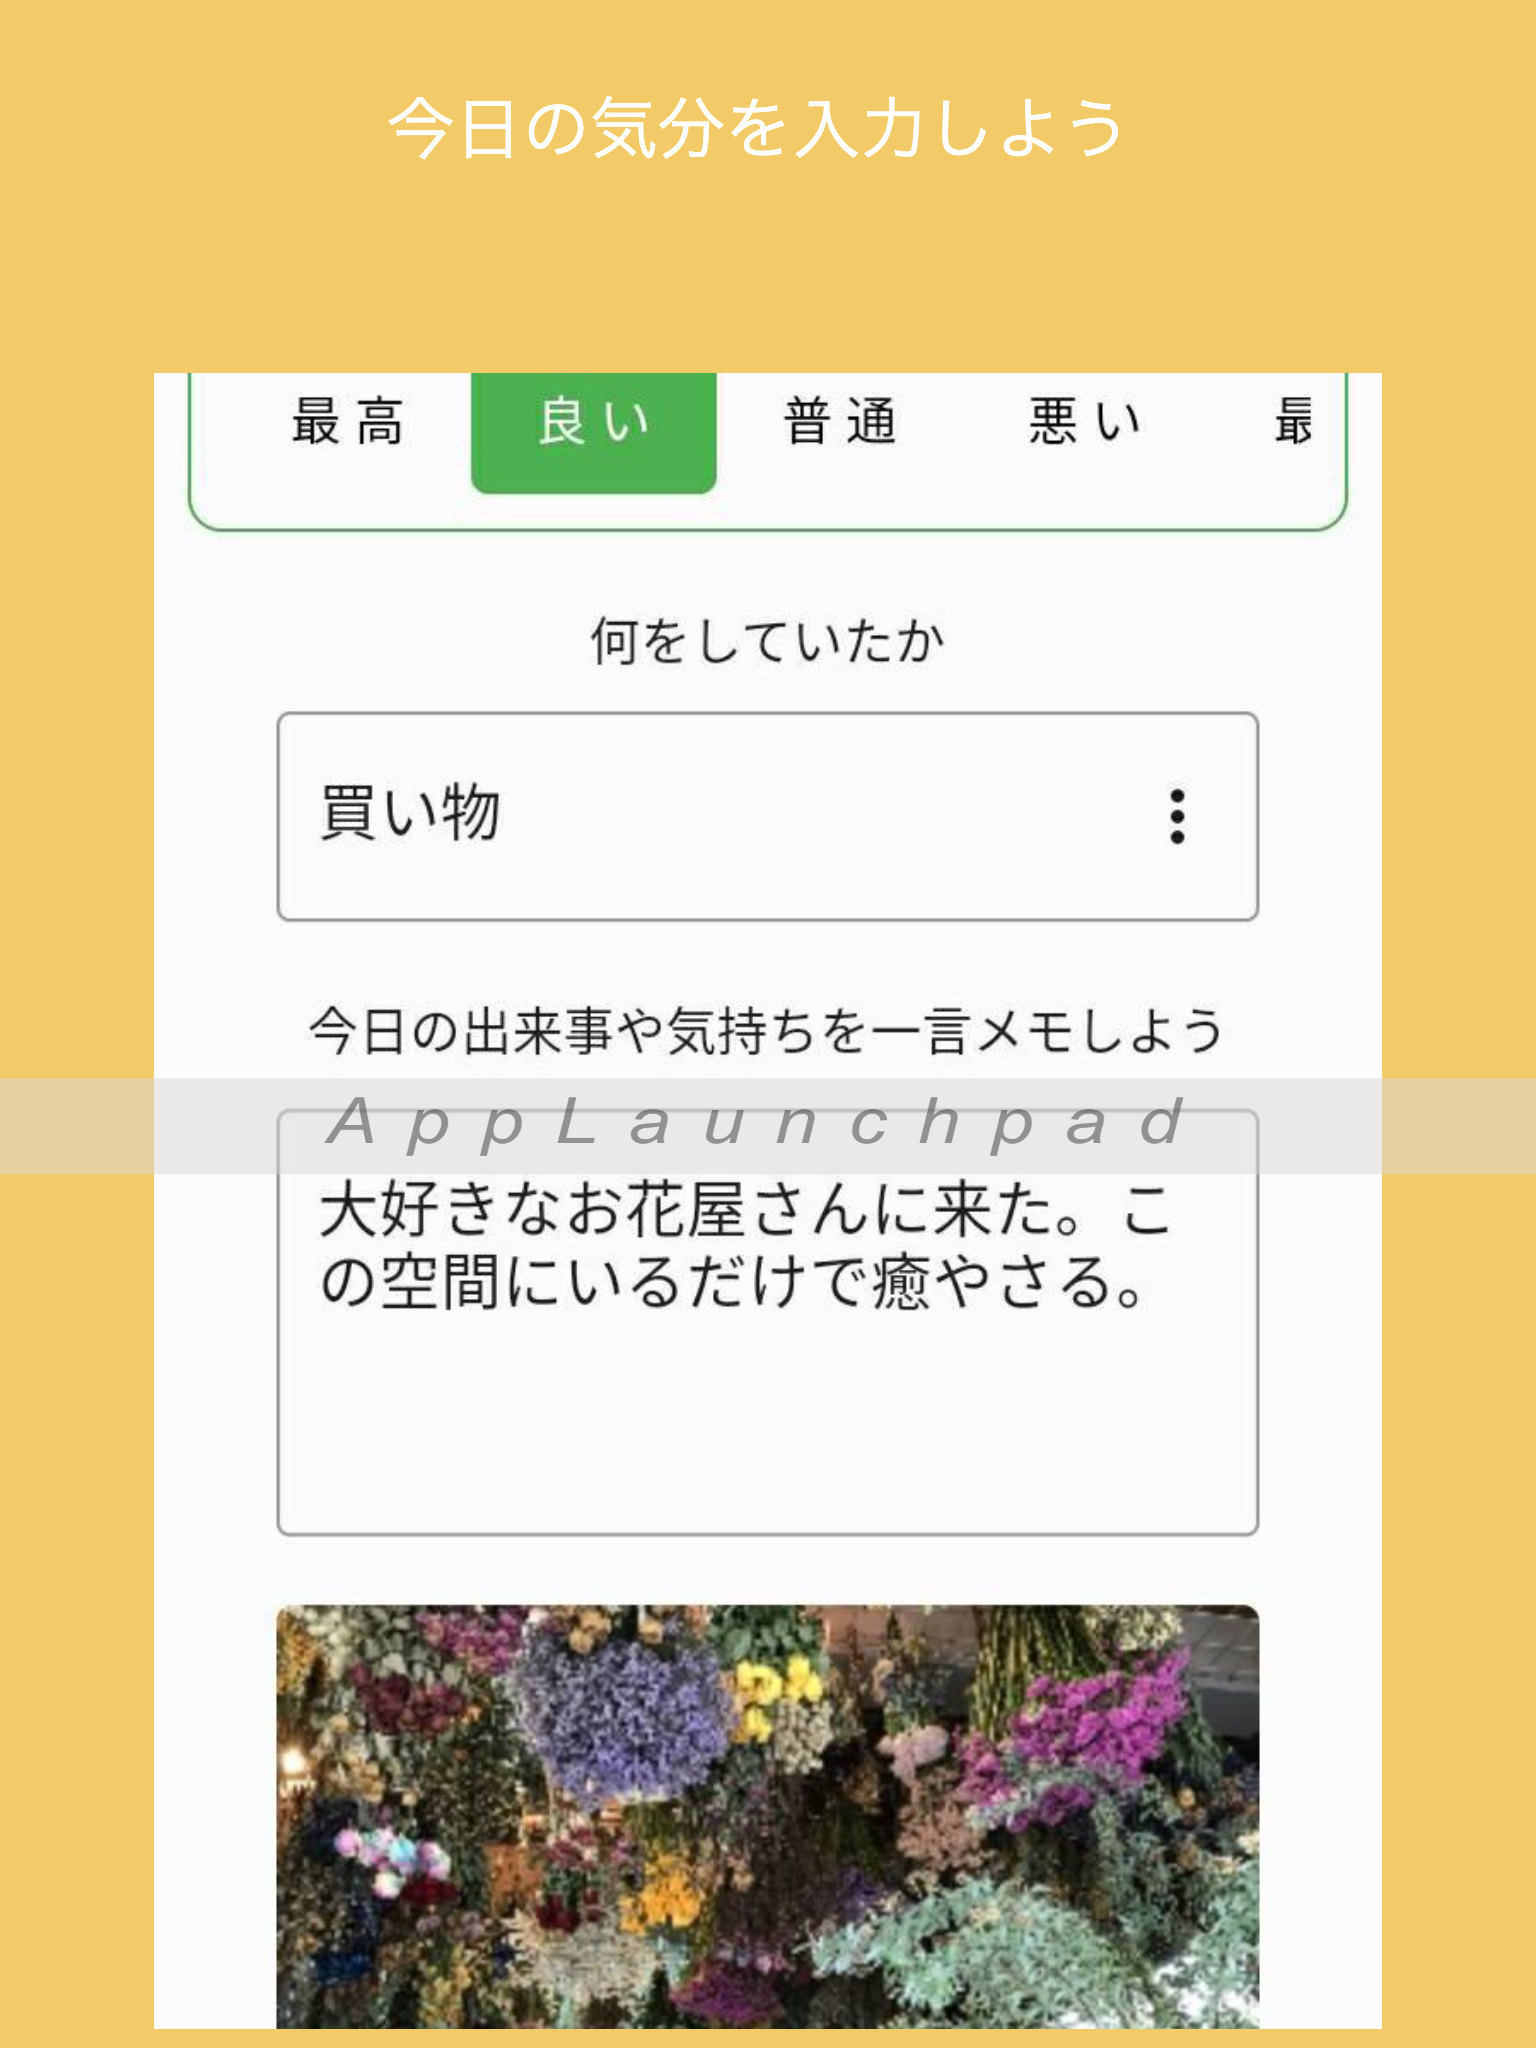 今日の気分を入力しよう
最高 良い 普通 悪い 最
何をしていたか
買い物
今日の出来事や気持ちを一言メモしよう
AppLaunchpad
大好きなお花屋さんに来た。こ
の空間にいるだけで癒やさる。